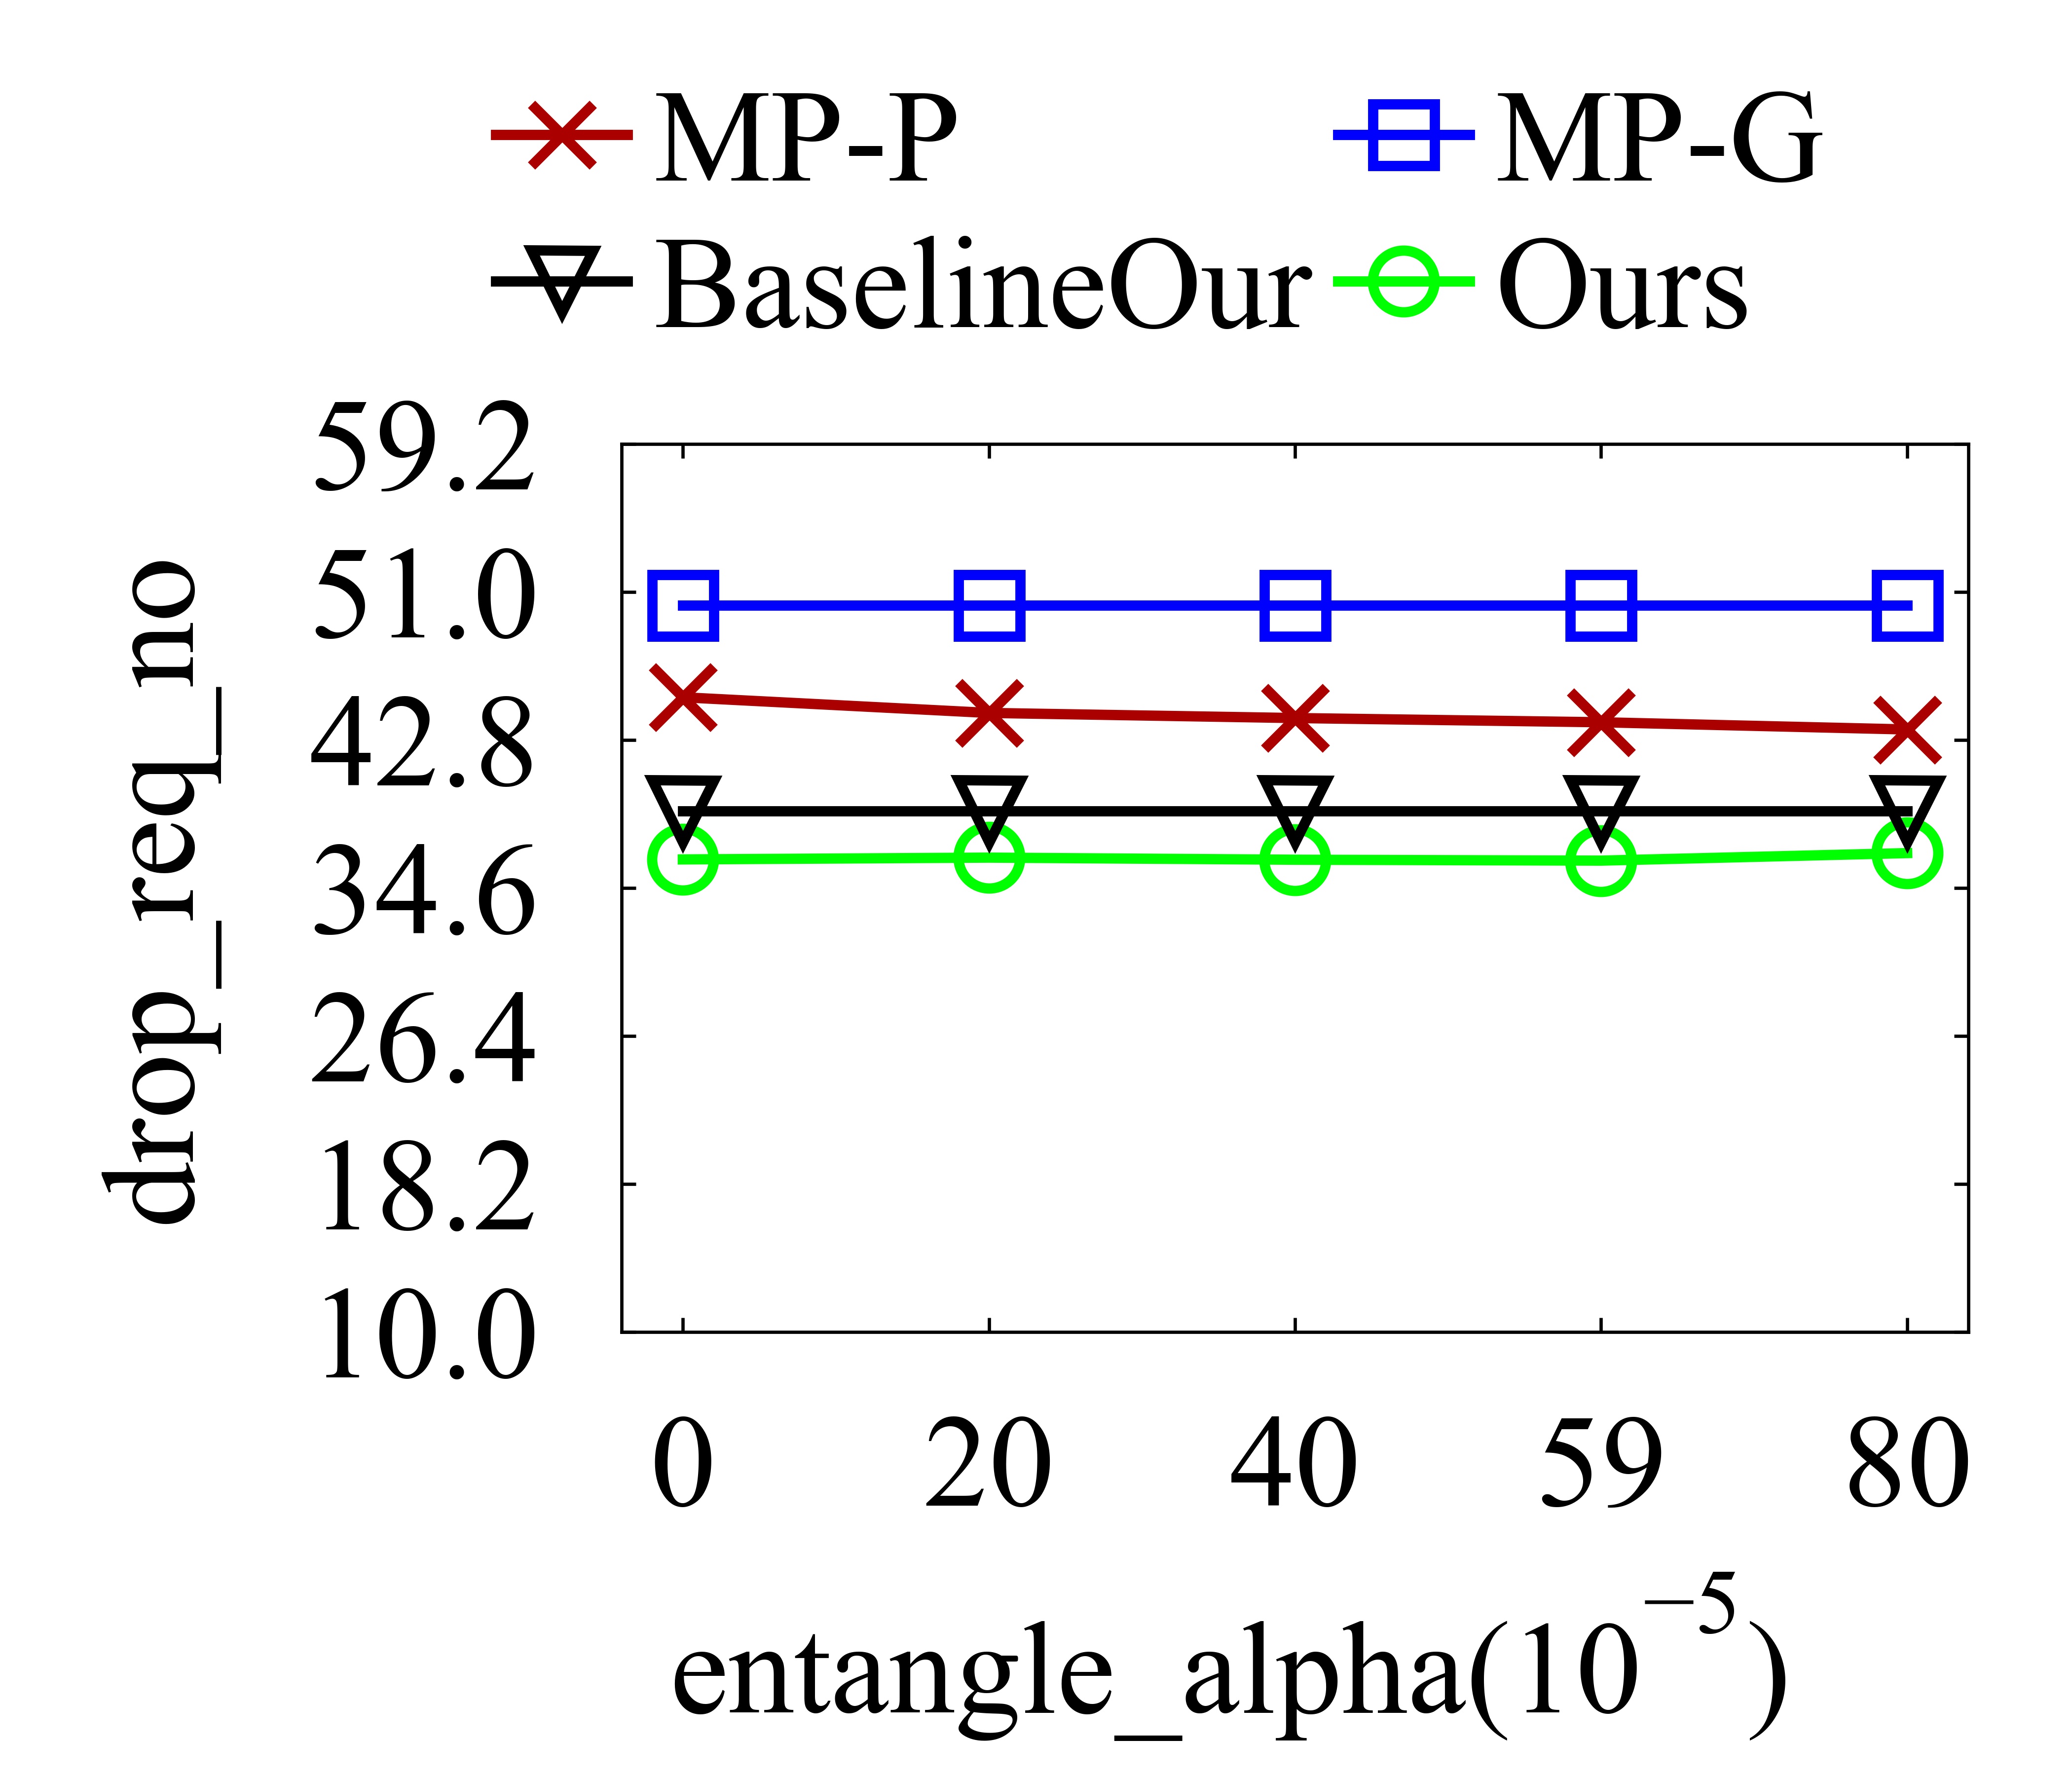 MP-P MP-G
BaselineOur Ours
59.2
51.0
42.8
34.6
26.4
18.2
10.0
drop_req_no
0 20 40 59 80
entangle_alpha(10⁻⁵)